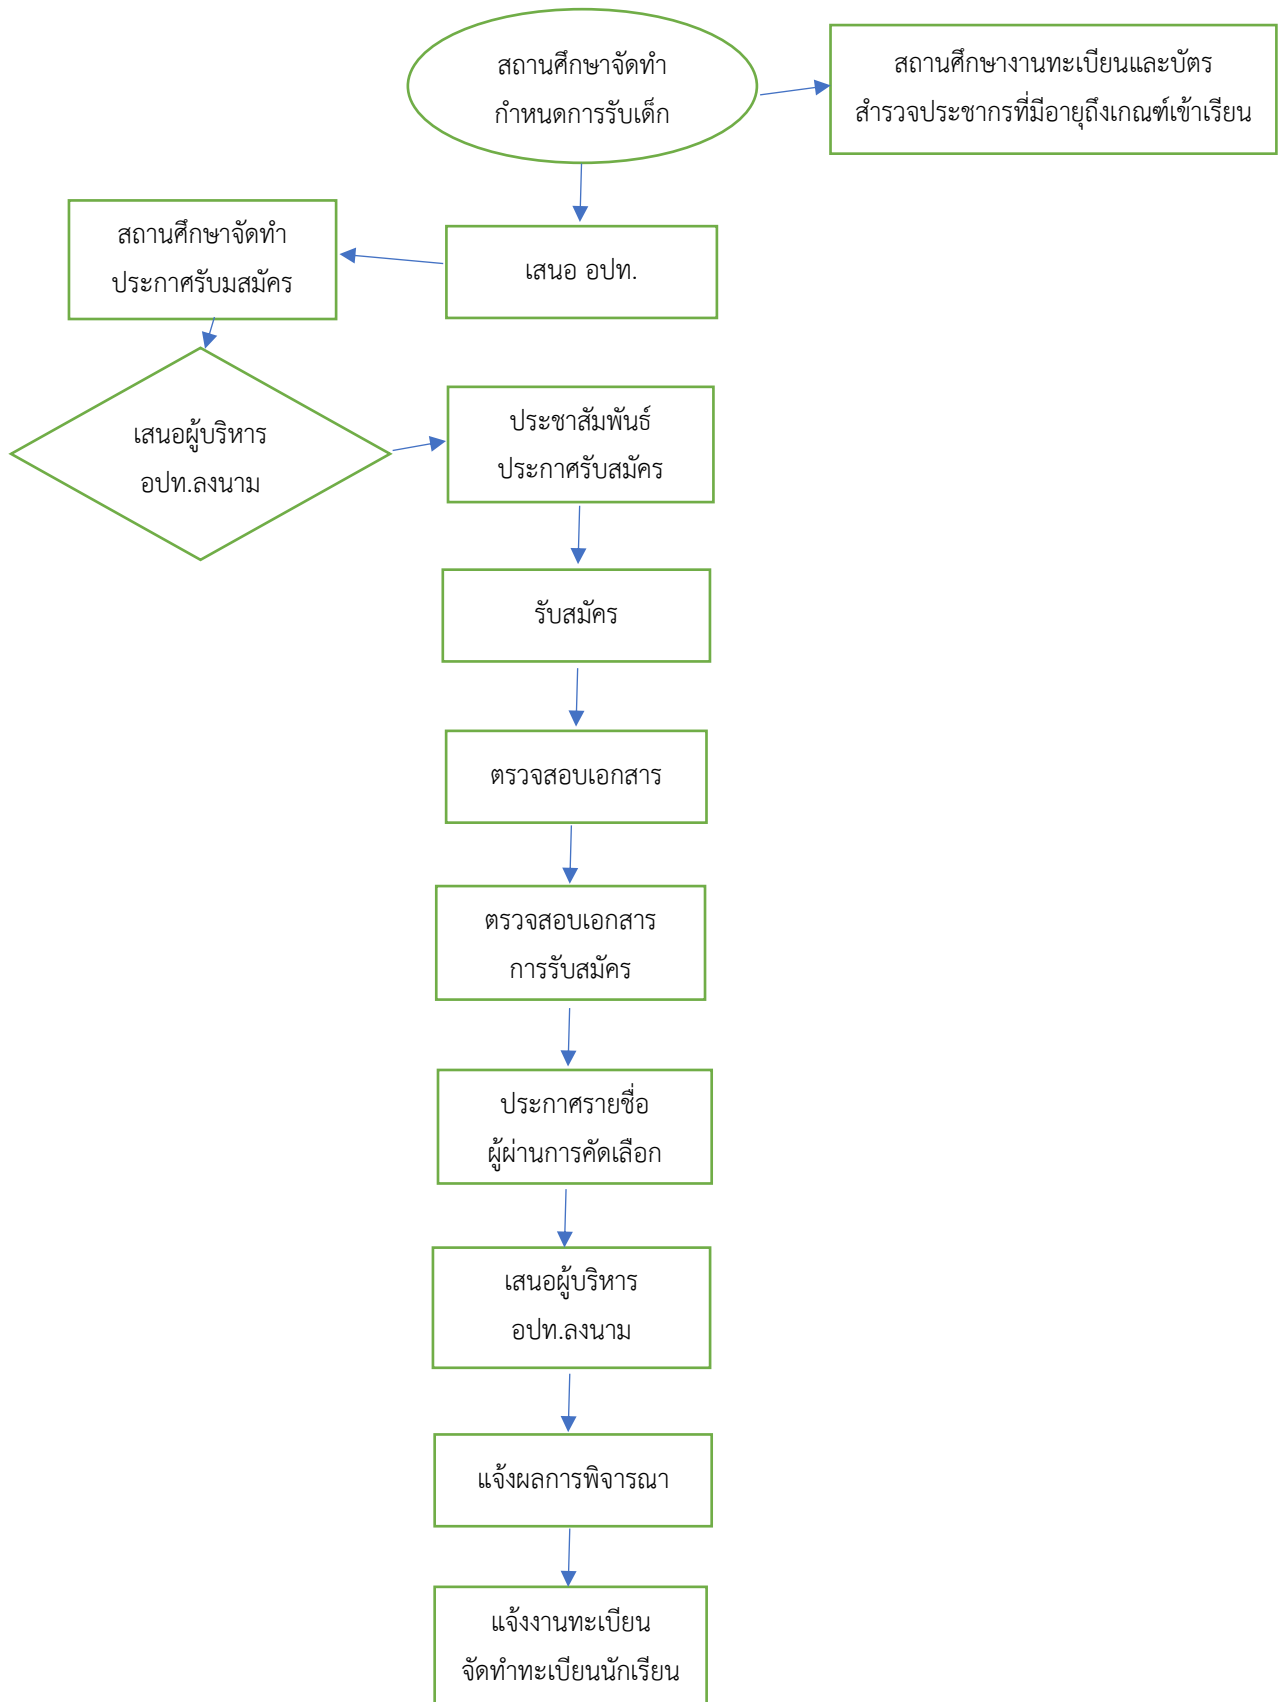 สถานศึกษาจัดทำ
กำหนดการรับเด็ก
สถานศึกษางานทะเบียนและบัตร
สำรวจประชากรที่มีอายุถึงเกณฑ์เข้าเรียน
เสนอ อปท.
สถานศึกษาจัดทำ
ประกาศรับมสมัคร
เสนอผู้บริหาร
อปท.ลงนาม
ประชาสัมพันธ์
ประกาศรับสมัคร
รับสมัคร
ตรวจสอบเอกสาร
ตรวจสอบเอกสาร
การรับสมัคร
ประกาศรายชื่อ
ผู้ผ่านการคัดเลือก
เสนอผู้บริหาร
อปท.ลงนาม
แจ้งผลการพิจารณา
แจ้งงานทะเบียน
จัดทำทะเบียนนักเรียน